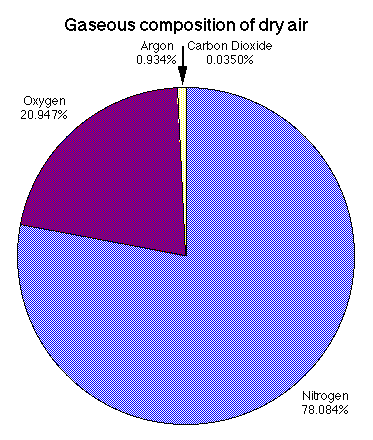 Gaseous composition of dry air
Argon
0.934%
Carbon Dioxide
0.0350%
Oxygen
20.947%
Nitrogen
78.084%